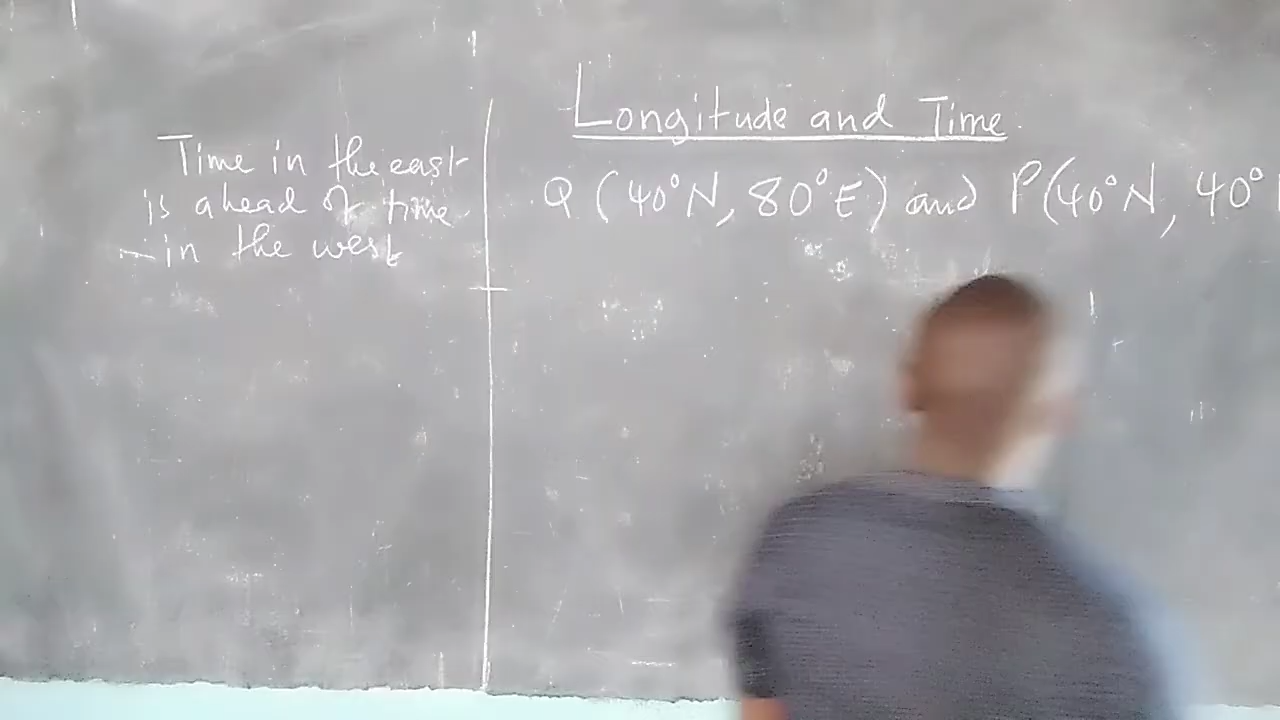 Time in the east
is ahead of time
in the west
Longitude and Time.
Q (40°N, 80°E) and P(40°N, 40°